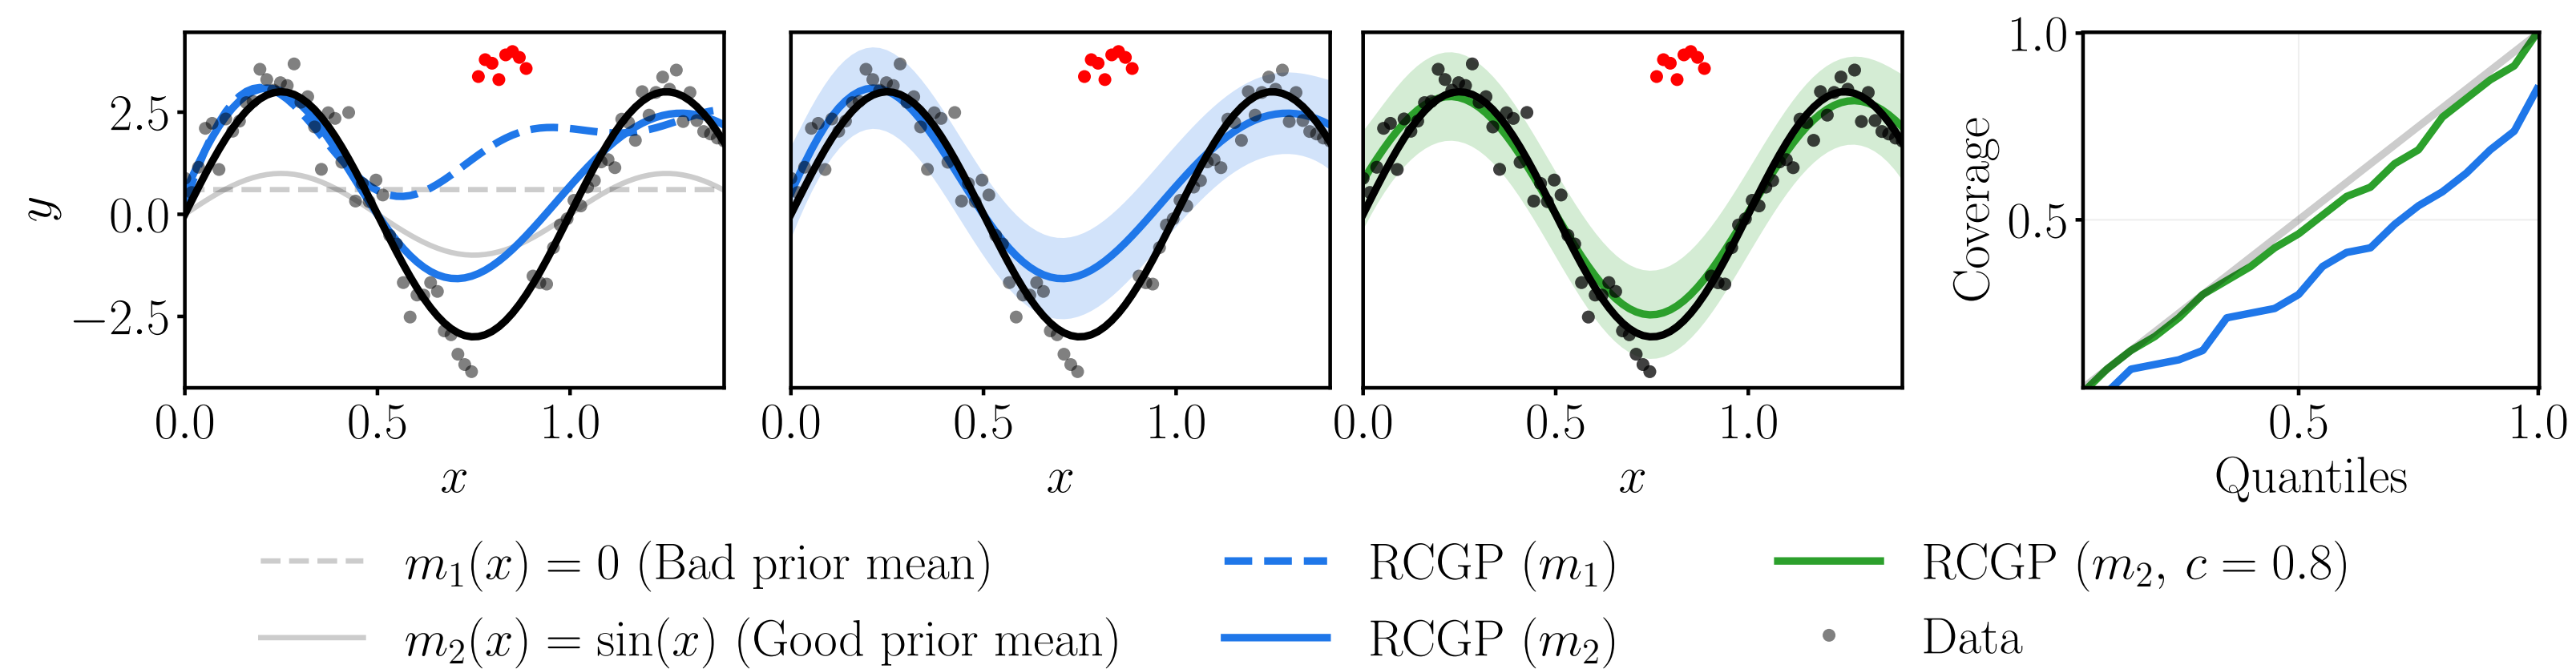 y
2.5
0.0
−2.5
0.0 0.5 1.0
x
0.0 0.5 1.0
x
0.0 0.5 1.0
x
Coverage
1.0
0.5
0.5 1.0
Quantiles
m₁(x) = 0 (Bad prior mean)
m₂(x) = sin(x) (Good prior mean)
RCGP (m₁)
RCGP (m₂)
RCGP (m₂, c = 0.8)
Data